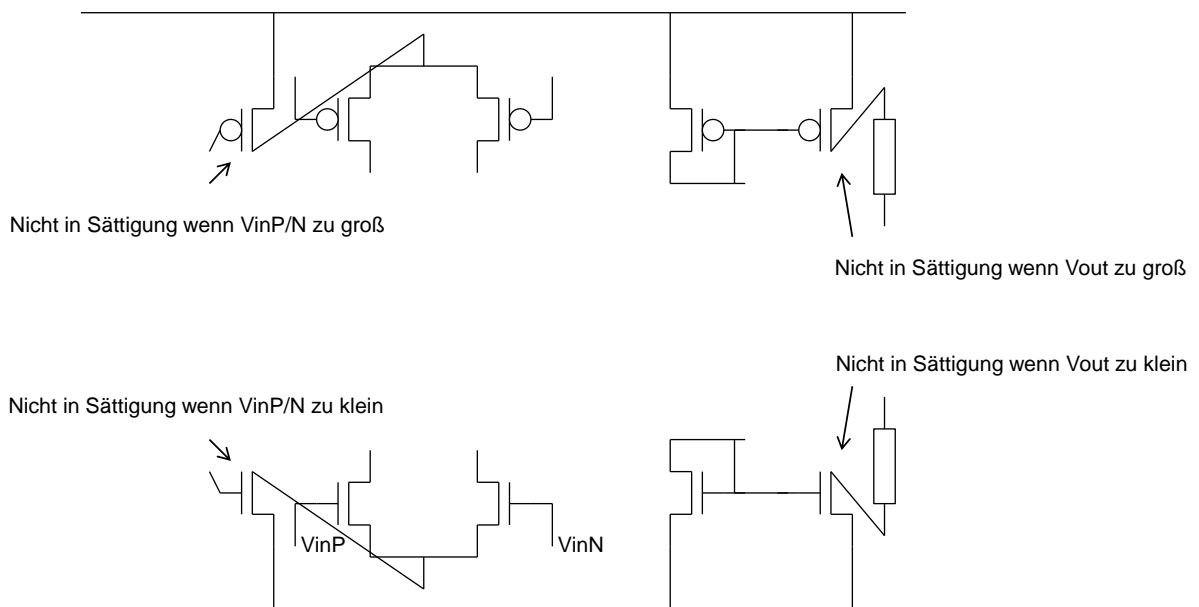 Nicht in Sättigung wenn VinP/N zu groß
Nicht in Sättigung wenn Vout zu groß
Nicht in Sättigung wenn Vout zu klein
Nicht in Sättigung wenn VinP/N zu klein
VinP
VinN